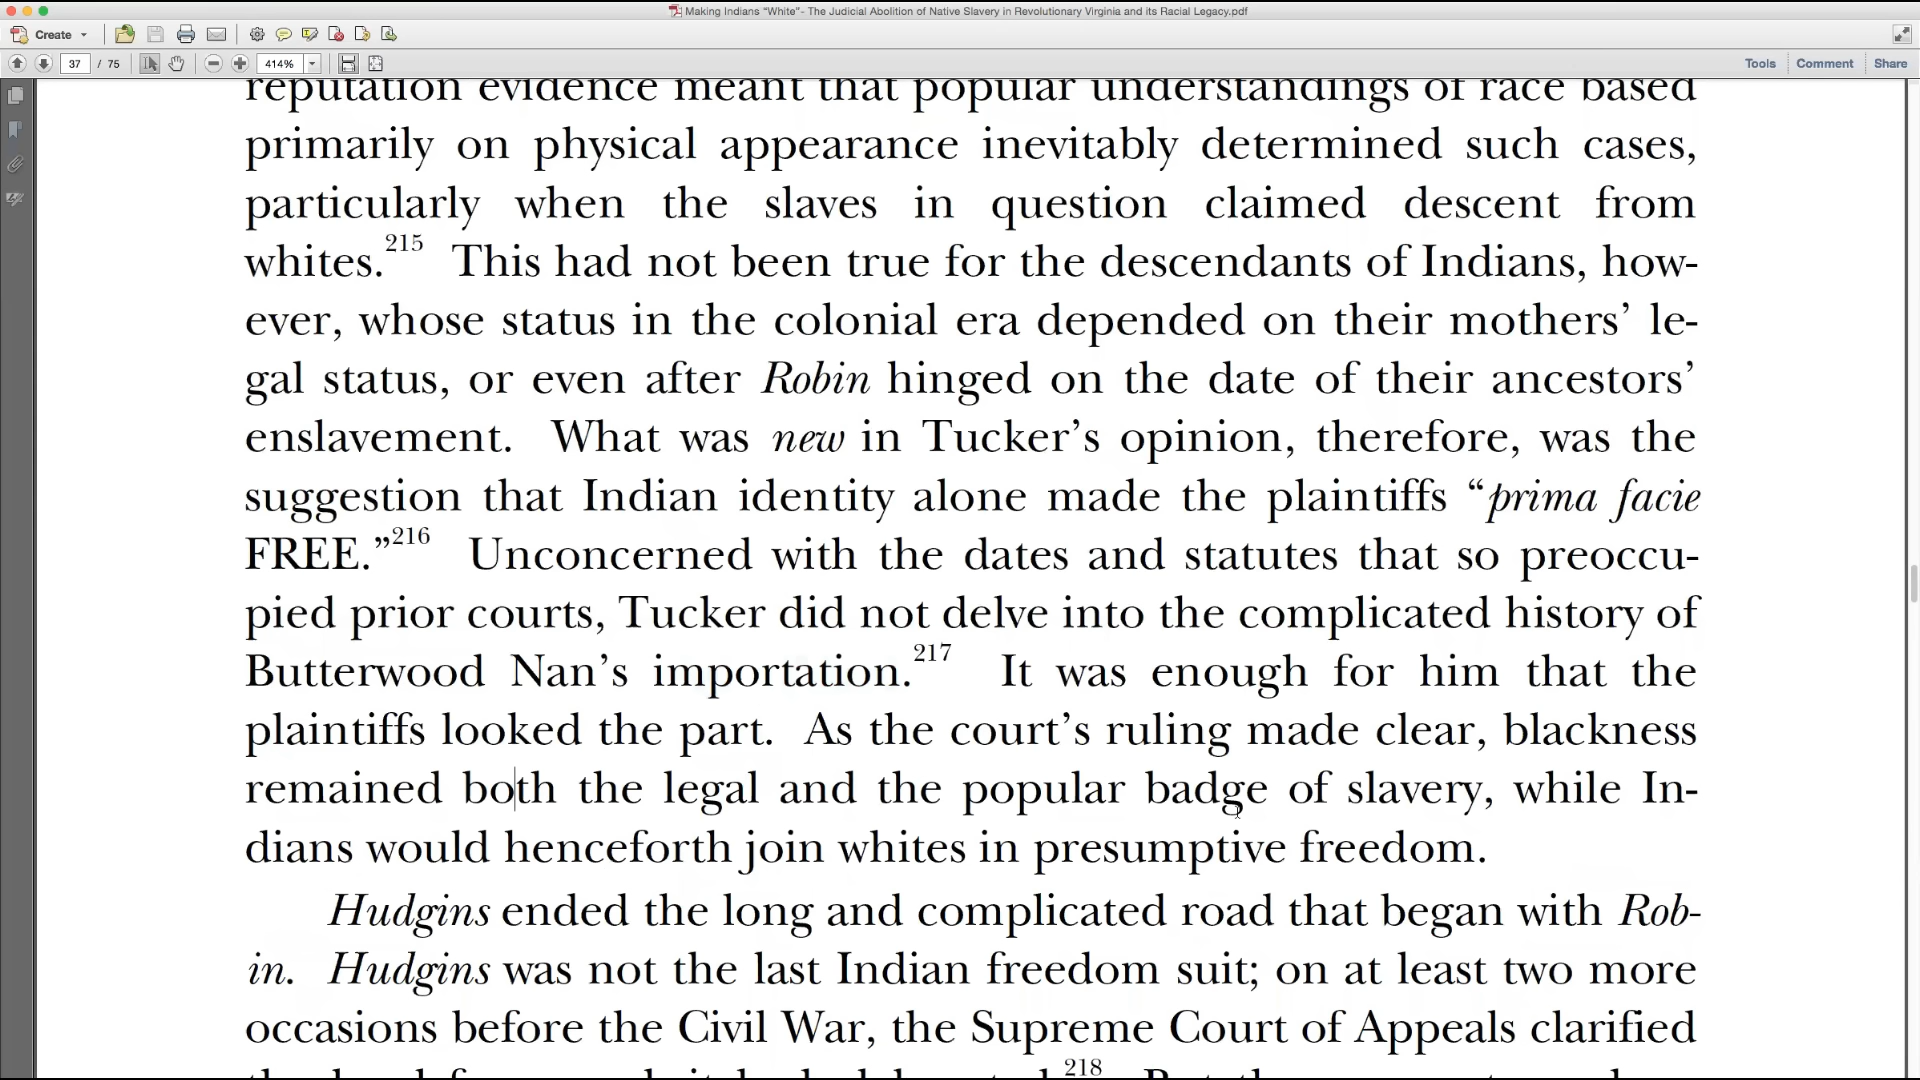 Making Indians "White"- The Judicial Abolition of Native Slavery in Revolutionary Virginia and its Racial Legacy.pdf
Create
37 / 75
414%
Tools Comment Share
reputation evidence meant that popular understandings of race based
primarily on physical appearance inevitably determined such cases,
particularly when the slaves in question claimed descent from
whites.215 This had not been true for the descendants of Indians, how-
ever, whose status in the colonial era depended on their mothers’ le-
gal status, or even after Robin hinged on the date of their ancestors’
enslavement. What was new in Tucker’s opinion, therefore, was the
suggestion that Indian identity alone made the plaintiffs “prima facie
FREE.”216 Unconcerned with the dates and statutes that so preoccu-
pied prior courts, Tucker did not delve into the complicated history of
Butterwood Nan’s importation.217 It was enough for him that the
plaintiffs looked the part. As the court’s ruling made clear, blackness
remained both the legal and the popular badge of slavery, while In-
dians would henceforth join whites in presumptive freedom.
Hudgins ended the long and complicated road that began with Rob-
in. Hudgins was not the last Indian freedom suit; on at least two more
occasions before the Civil War, the Supreme Court of Appeals clarified
218